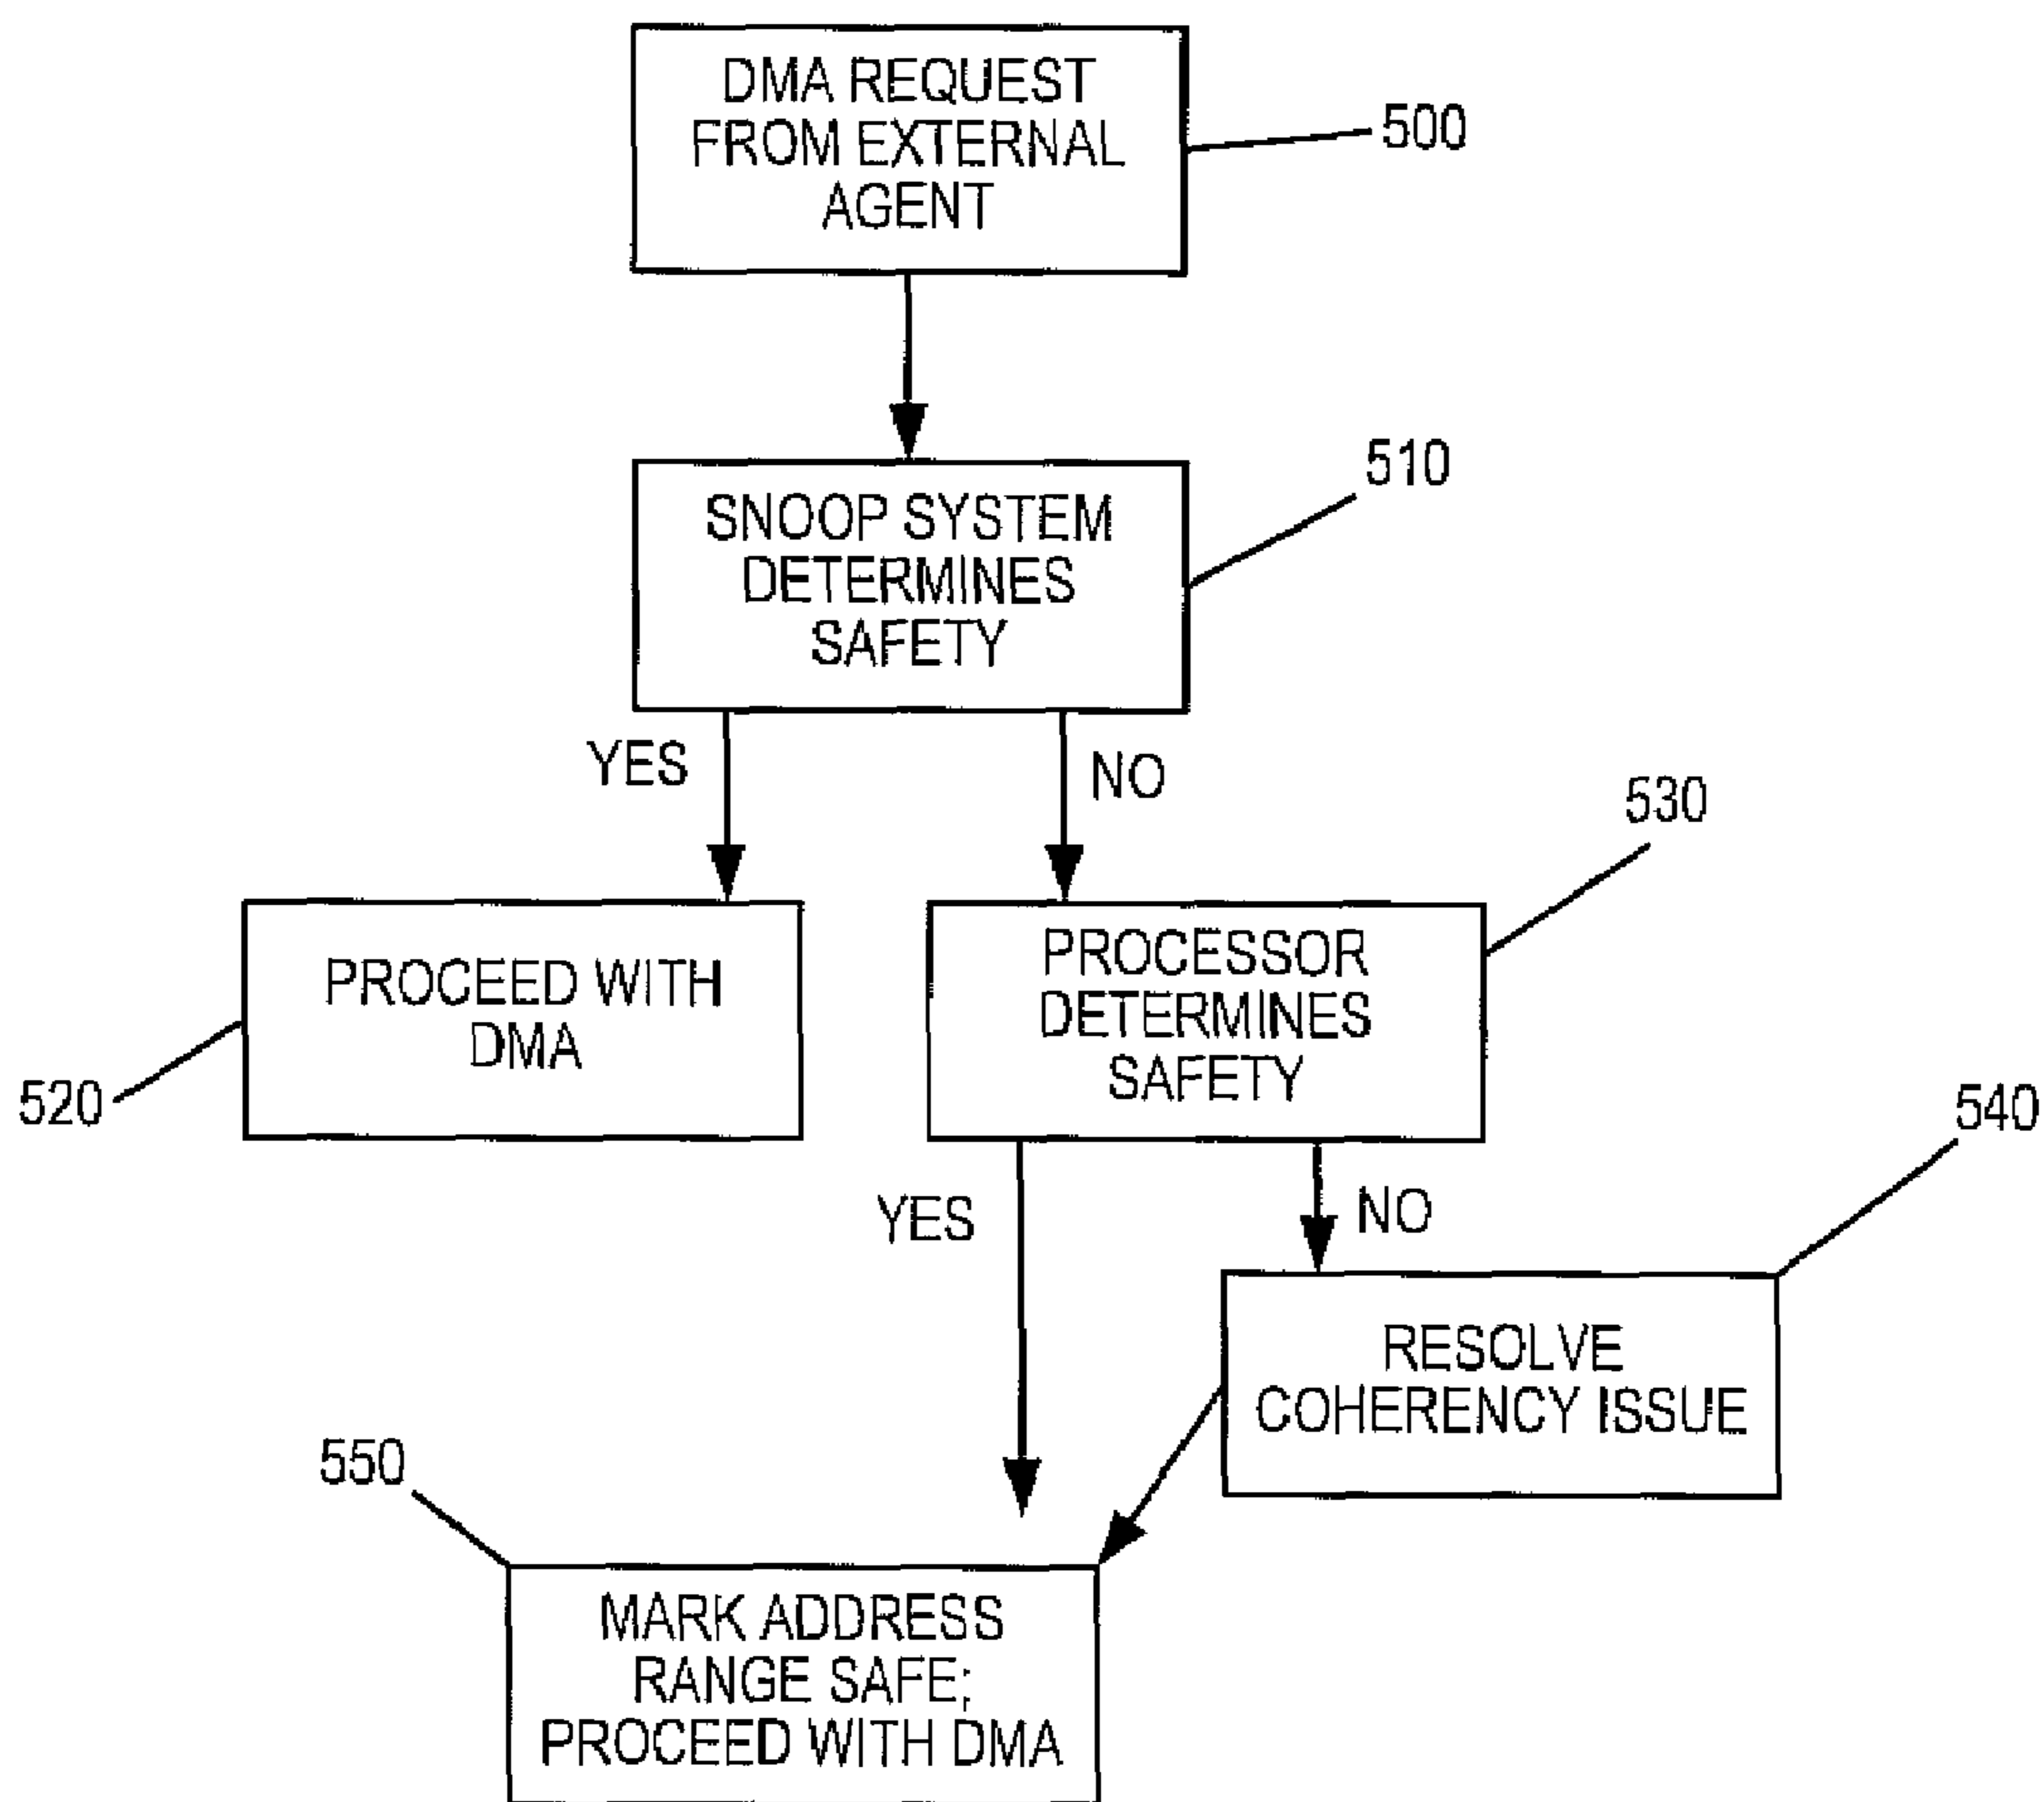 DMA REQUEST
FROM EXTERNAL
AGENT
500
SNOOP SYSTEM
DETERMINES
SAFETY
510
YES
NO
530
PROCEED WITH
DMA
520
PROCESSOR
DETERMINES
SAFETY
540
YES
NO
RESOLVE
COHERENCY ISSUE
550
MARK ADDRESS
RANGE SAFE;
PROCEED WITH DMA